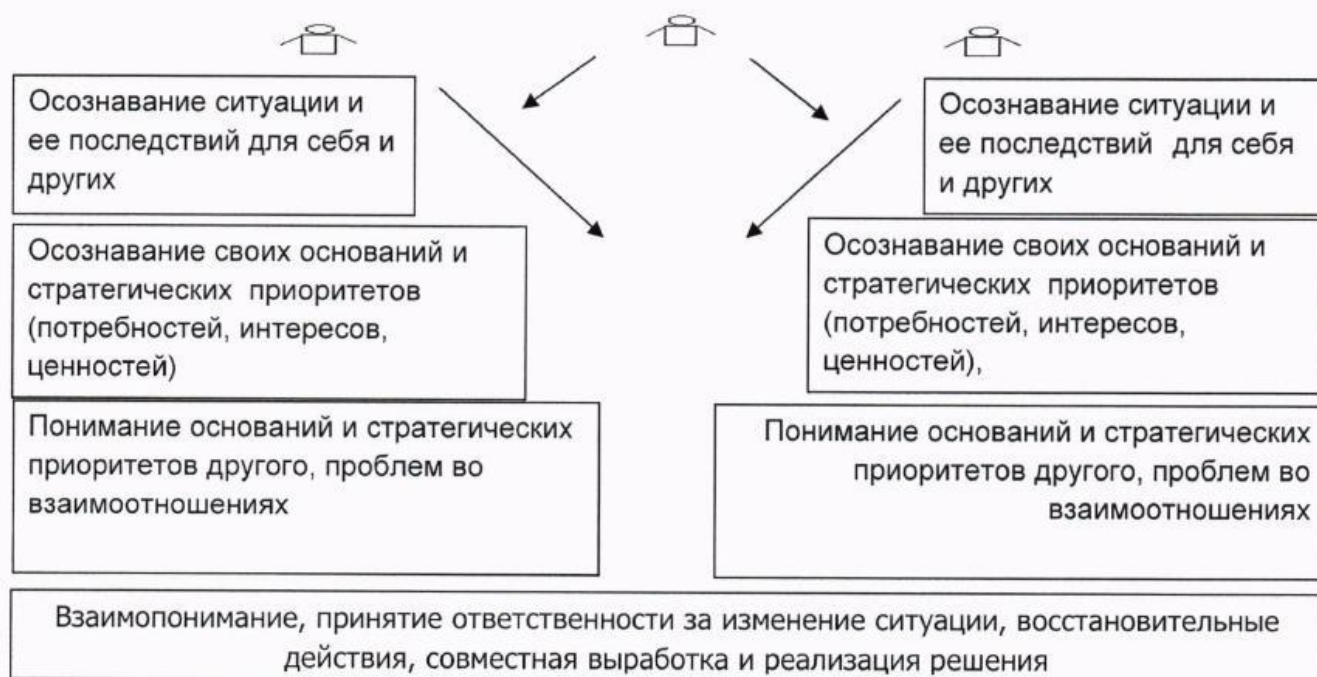 Осознавание ситуации и
ее последствий для себя и
других
Осознавание ситуации и
ее последствий для себя
и других
Осознавание своих оснований и
стратегических приоритетов
(потребностей, интересов,
ценностей)
Осознавание своих оснований и
стратегических приоритетов
(потребностей, интересов,
ценностей),
Понимание оснований и стратегических
приоритетов другого, проблем во
взаимоотношениях
Понимание оснований и стратегических
приоритетов другого, проблем во
взаимоотношениях
Взаимопонимание, принятие ответственности за изменение ситуации, восстановительные
действия, совместная выработка и реализация решения